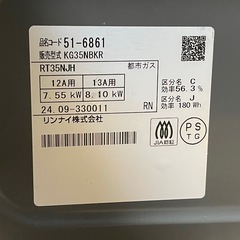 品名コード 51-6861
販売型式 KG35NBKR
RT35NJH 都市ガス
12A用 13A用
7.55 kW 8.10 kW
24.09-330011 RN
リンナイ株式会社
区分名 C
効率56.3 %
区分名 J
効率 180 Wh
JIA認証
PS
TG